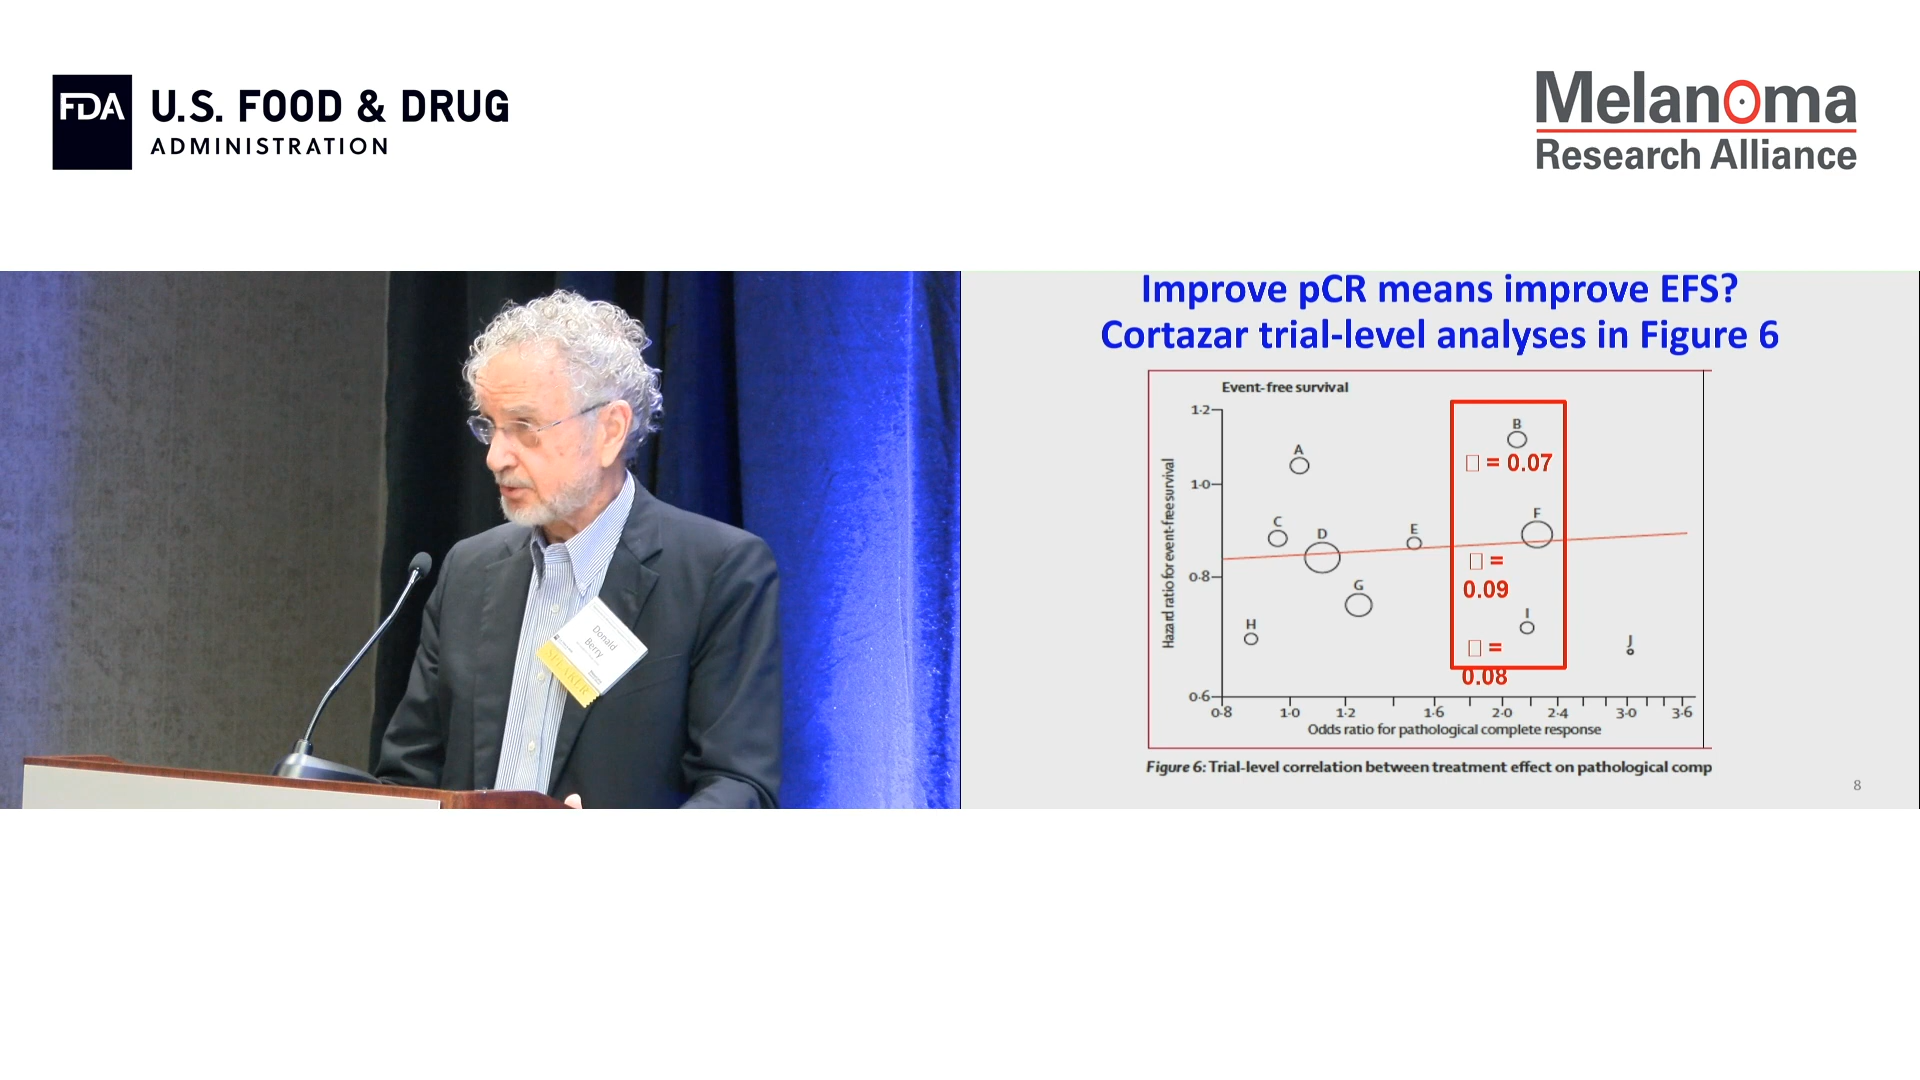 FDA
U.S. FOOD & DRUG
ADMINISTRATION
Melanoma
Research Alliance
Donald
Berry
SPEAKER
Improve pCR means improve EFS?
Cortazar trial-level analyses in Figure 6
Event-free survival
Hazard ratio for event-free survival
1·2
1·0
0·8
0·6
A
B
C
D
E
F
G
H
I
J
= 0.07
=
0.09
=
0.08
0·8 1·0 1·2 1·6 2·0 2·4 3·0 3·6
Odds ratio for pathological complete response
Figure 6: Trial-level correlation between treatment effect on pathological comp
8